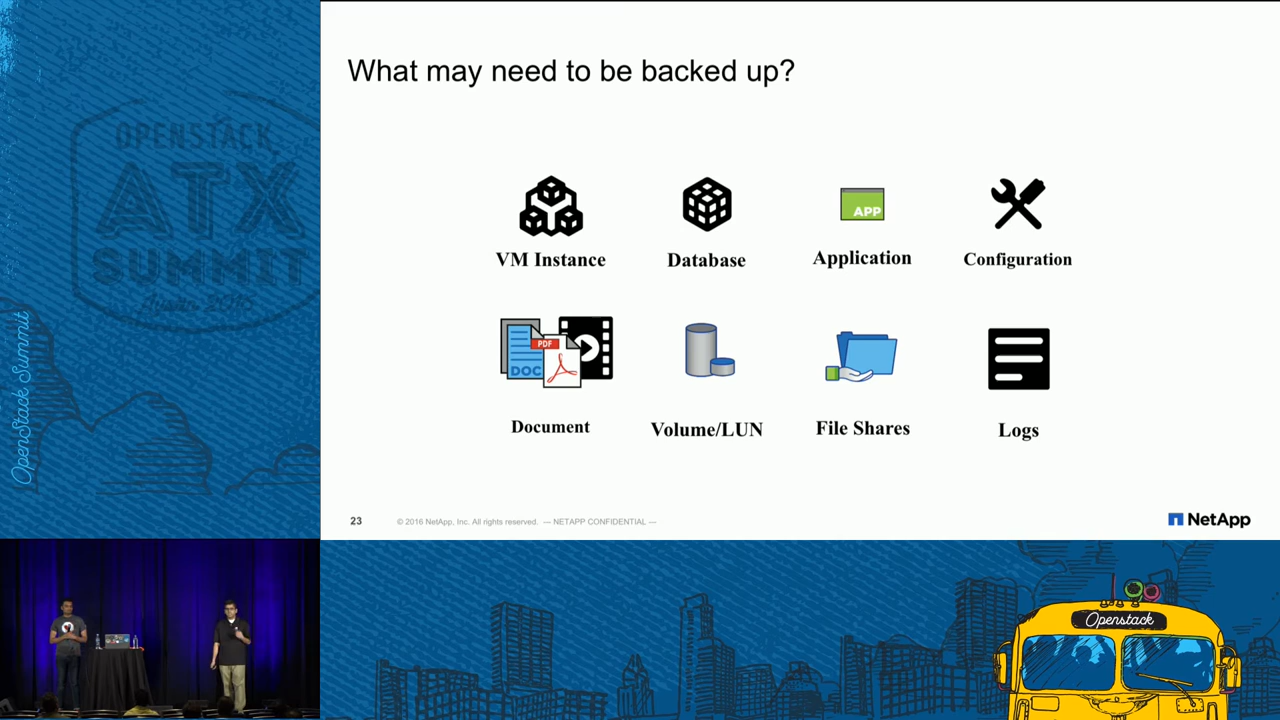 What may need to be backed up?
APP
VM Instance
Database
Application
Configuration
DOC
PDF
Document
Volume/LUN
File Shares
Logs
23
© 2016 NetApp, Inc. All rights reserved. --- NETAPP CONFIDENTIAL ---
NetApp
OPENSTACK
ATX
SUMMIT
Austin 2016
OpenStack Summit
Openstack